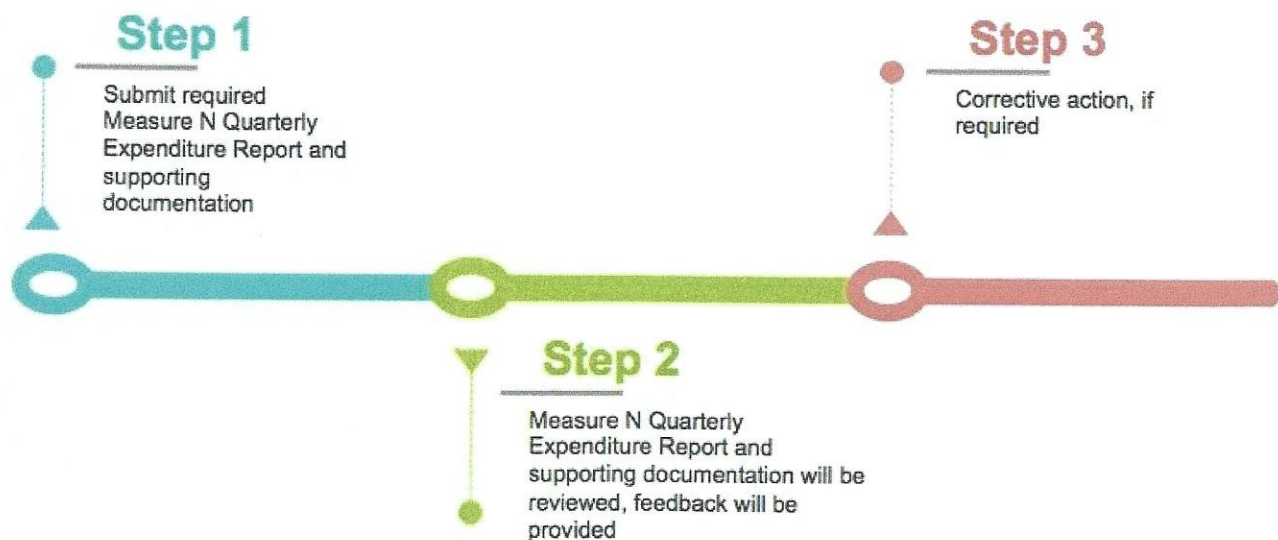 Step 1
Submit required
Measure N Quarterly
Expenditure Report and
supporting
documentation
Step 2
Measure N Quarterly
Expenditure Report and
supporting documentation will be
reviewed, feedback will be
provided
Step 3
Corrective action, if
required